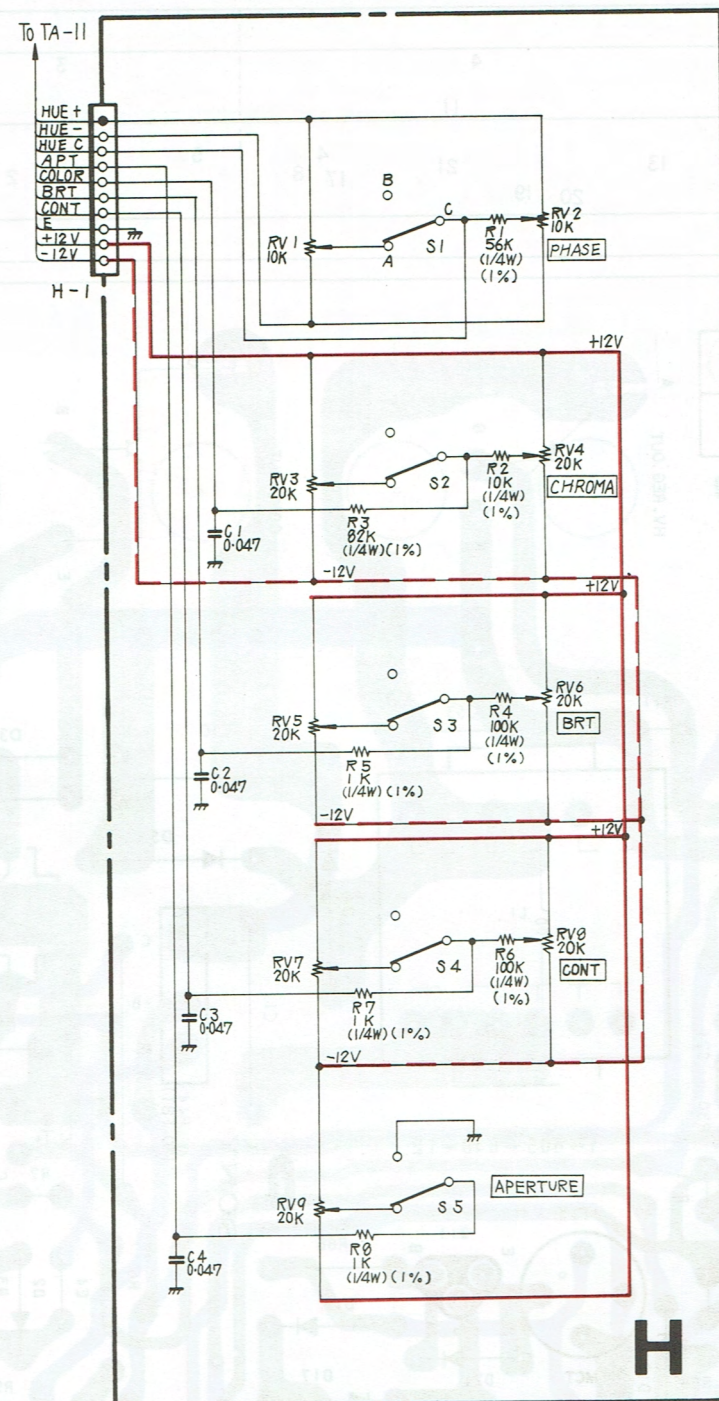 To TA-11
HUE +
HUE -
HUE C
APT
COLOR
BRT
CONT
E
+12V
-12V
H-1
B
C
A
S1
RV1
10K
R1
56K
(1/4W)
(1%)
RV2
10K
PHASE
+12V
RV3
20K
S2
R2
10K
(1/4W)
(1%)
RV4
20K
CHROMA
R3
82K
(1/4W)(1%)
C1
0.047
-12V
+12V
RV5
20K
S3
R4
100K
(1/4W)
(1%)
RV6
20K
BRT
R5
1K
(1/4W)(1%)
C2
0.047
-12V
+12V
RV7
20K
S4
R6
100K
(1/4W)
(1%)
RV8
20K
CONT
R7
1K
(1/4W)(1%)
C3
0.047
-12V
APERTURE
RV9
20K
S5
R8
1K
(1/4W)(1%)
C4
0.047
H